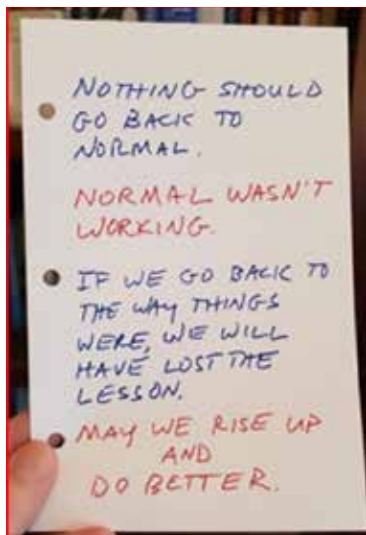 NOTHING SHOULD
GO BACK TO
NORMAL.
NORMAL WASN'T
WORKING.
IF WE GO BACK TO
THE WAY THINGS
WERE, WE WILL
HAVE LOST THE
LESSON.
MAY WE RISE UP
AND
DO BETTER.